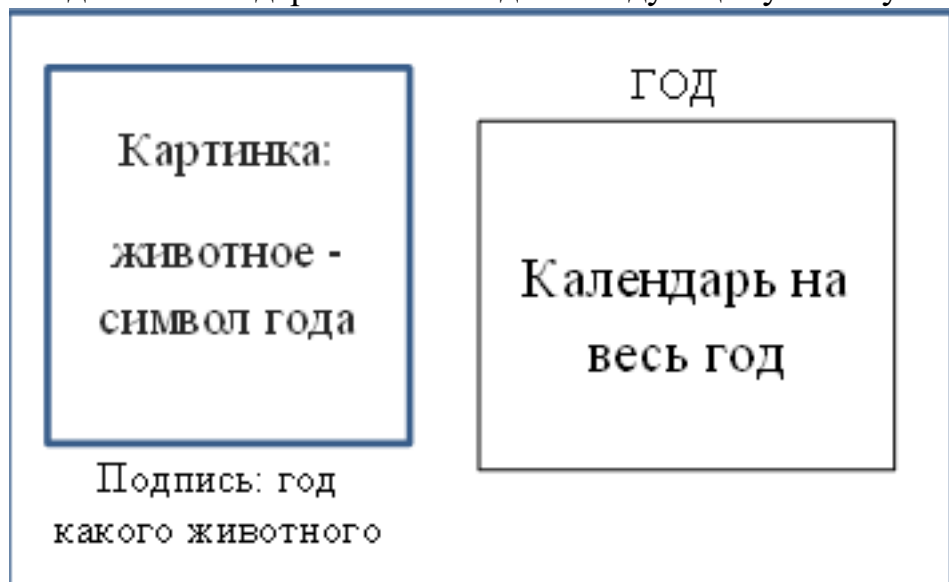 Картинка:
животное -
символ года
Подпись: год
какого животного
ГОД
Календарь на
весь год